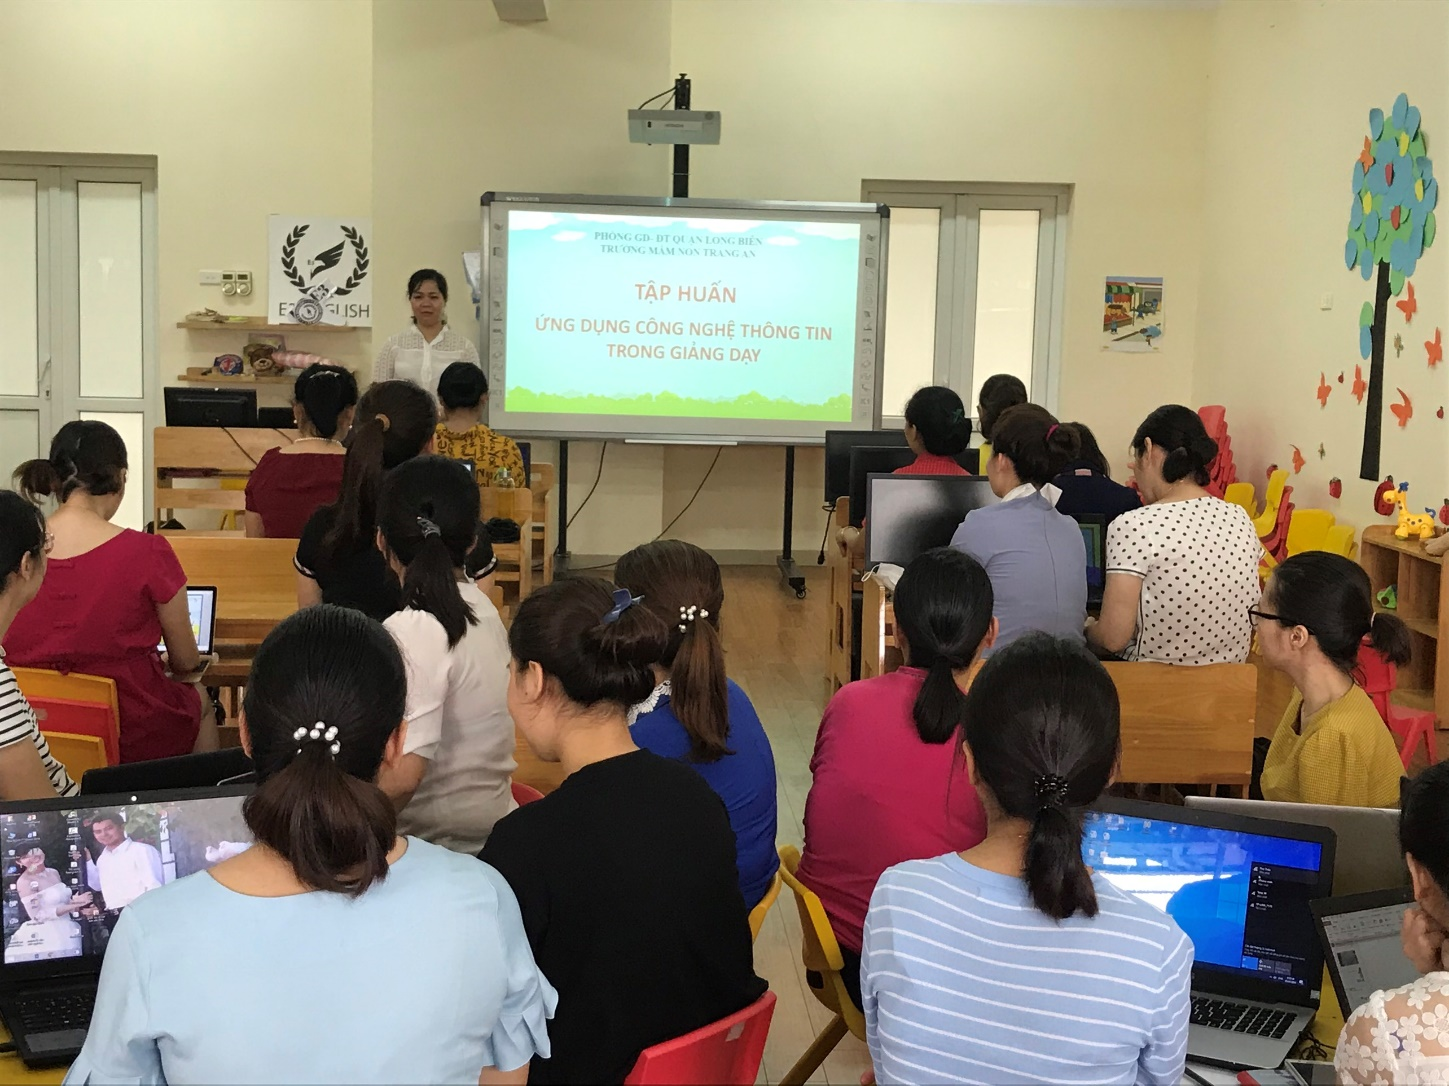 PHÒNG GD- ĐT QUẬN LONG BIÊN
TRƯỜNG MẦM NON TRÀNG AN
TẬP HUẤN
ỨNG DỤNG CÔNG NGHỆ THÔNG TIN
TRONG GIẢNG DẠY